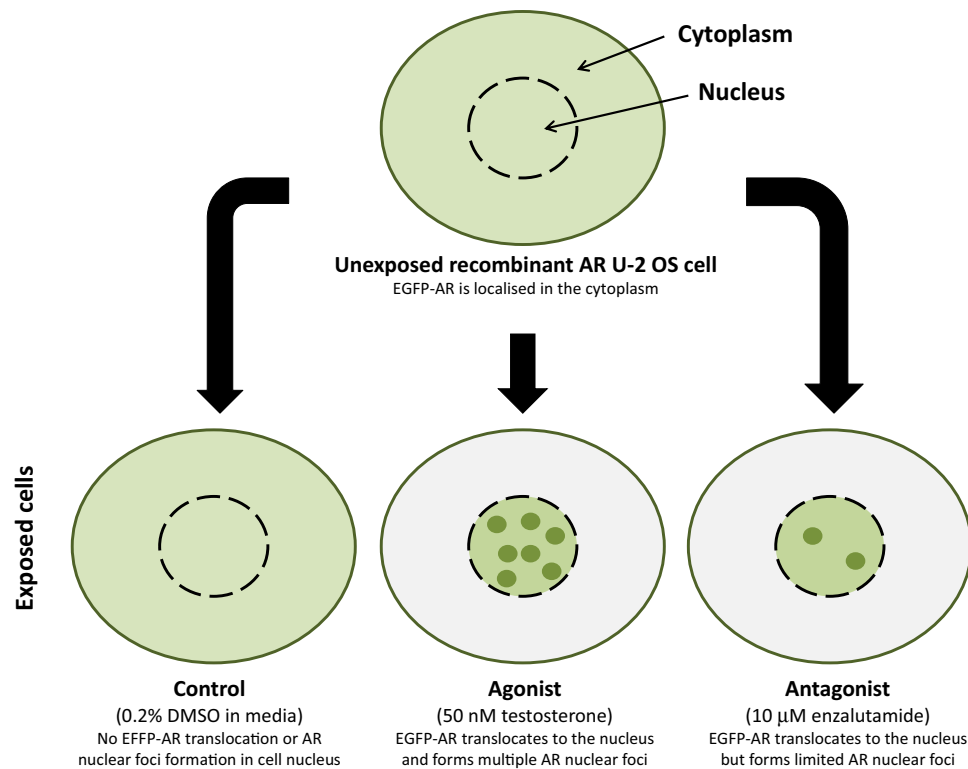 Cytoplasm
Nucleus
Unexposed recombinant AR U-2 OS cell
EGFP-AR is localised in the cytoplasm
Exposed cells
Control
(0.2% DMSO in media)
No EFFP-AR translocation or AR
nuclear foci formation in cell nucleus
Agonist
(50 nM testosterone)
EGFP-AR translocates to the nucleus
and forms multiple AR nuclear foci
Antagonist
(10 μM enzalutamide)
EGFP-AR translocates to the nucleus
but forms limited AR nuclear foci